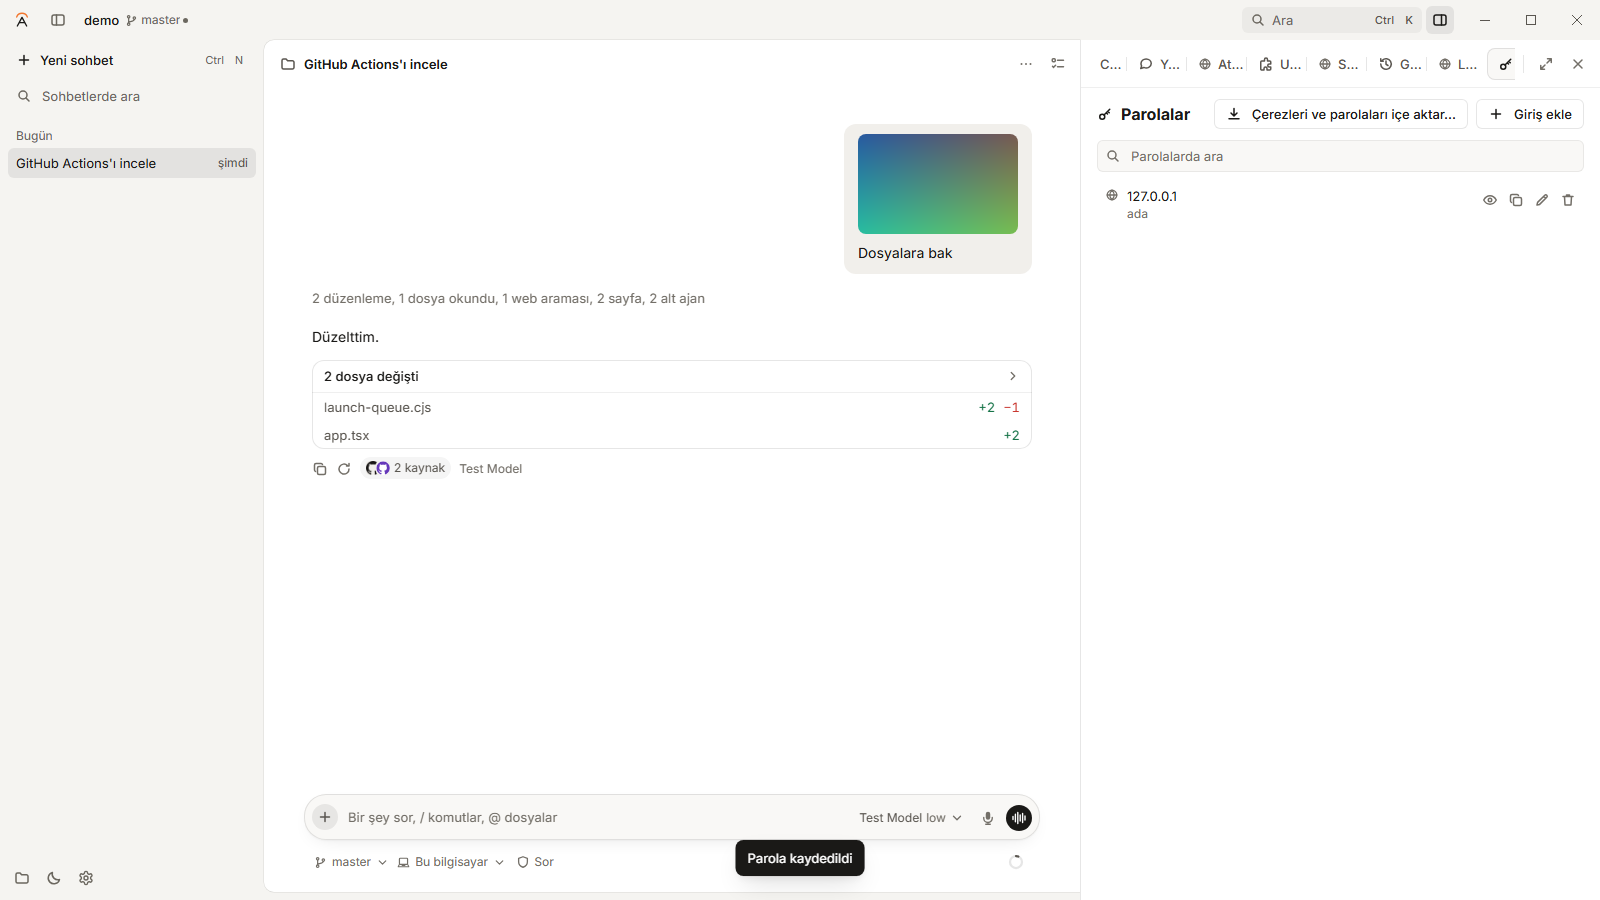 demo master
Ara Ctrl K
Yeni sohbet Ctrl N
Sohbetlerde ara
Bugün
GitHub Actions'ı incele şimdi
GitHub Actions'ı incele
Dosyalara bak
2 düzenleme, 1 dosya okundu, 1 web araması, 2 sayfa, 2 alt ajan
Düzelttim.
2 dosya değişti
launch-queue.cjs +2 −1
app.tsx +2
2 kaynak Test Model
Bir şey sor, / komutlar, @ dosyalar Test Model low
master Bu bilgisayar Sor
Parola kaydedildi
C... Y... At... U... S... G... L...
Parolalar Çerezleri ve parolaları içe aktar... Giriş ekle
Parolalarda ara
127.0.0.1
ada